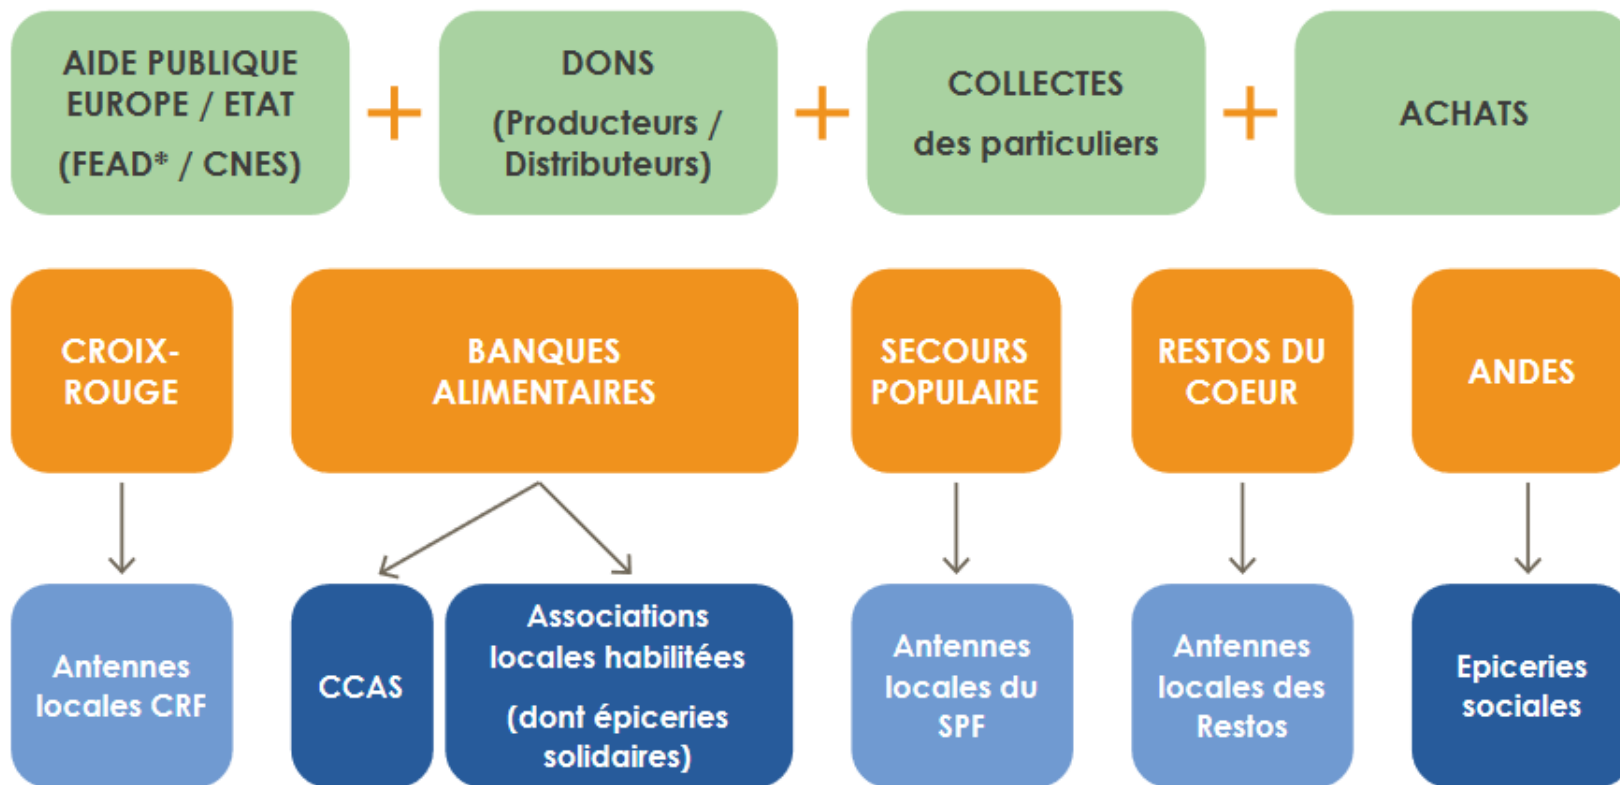 AIDE PUBLIQUE
EUROPE / ETAT
(FEAD* / CNES)
+
DONS
(Producteurs /
Distributeurs)
+
COLLECTES
des particuliers
+
ACHATS
CROIX-
ROUGE
BANQUES
ALIMENTAIRES
SECOURS
POPULAIRE
RESTOS DU
COEUR
ANDES
Antennes
locales CRF
CCAS
Associations
locales habilitées
(dont épiceries
solidaires)
Antennes
locales du
SPF
Antennes
locales des
Restos
Epiceries
sociales